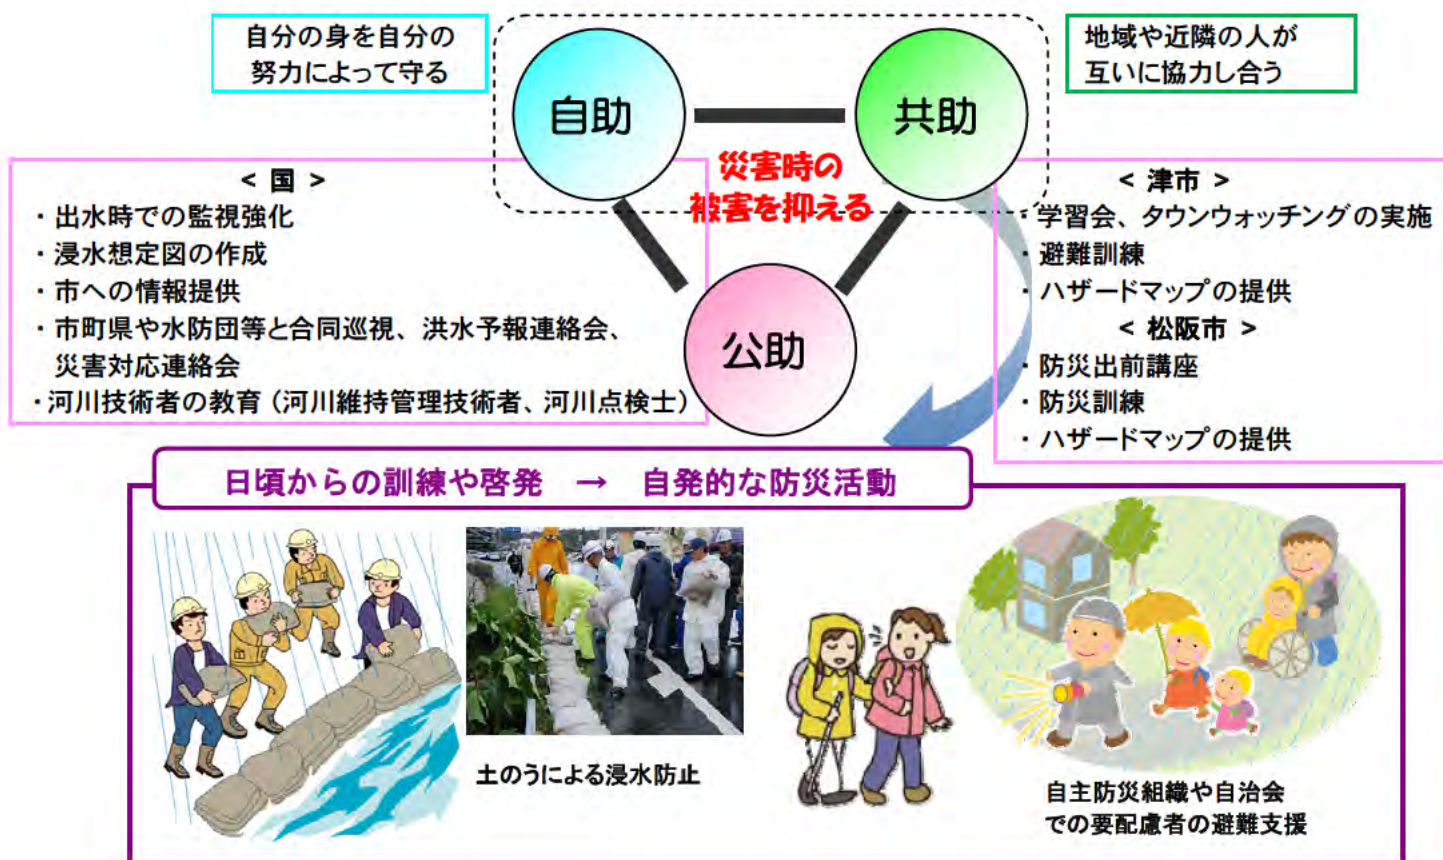 自分の身を自分の
努力によって守る
自助
共助
地域や近隣の人が
互いに協力し合う
災害時の
被害を抑える
公助
< 国 >
・出水時での監視強化
・浸水想定図の作成
・市への情報提供
・市町県や水防団等と合同巡視、洪水予報連絡会、
災害対応連絡会
・河川技術者の教育(河川維持管理技術者、河川点検士)
< 津市 >
・学習会、タウンウォッチングの実施
・避難訓練
・ハザードマップの提供
< 松阪市 >
・防災出前講座
・防災訓練
・ハザードマップの提供
日頃からの訓練や啓発 → 自発的な防災活動
土のうによる浸水防止
自主防災組織や自治会
での要配慮者の避難支援